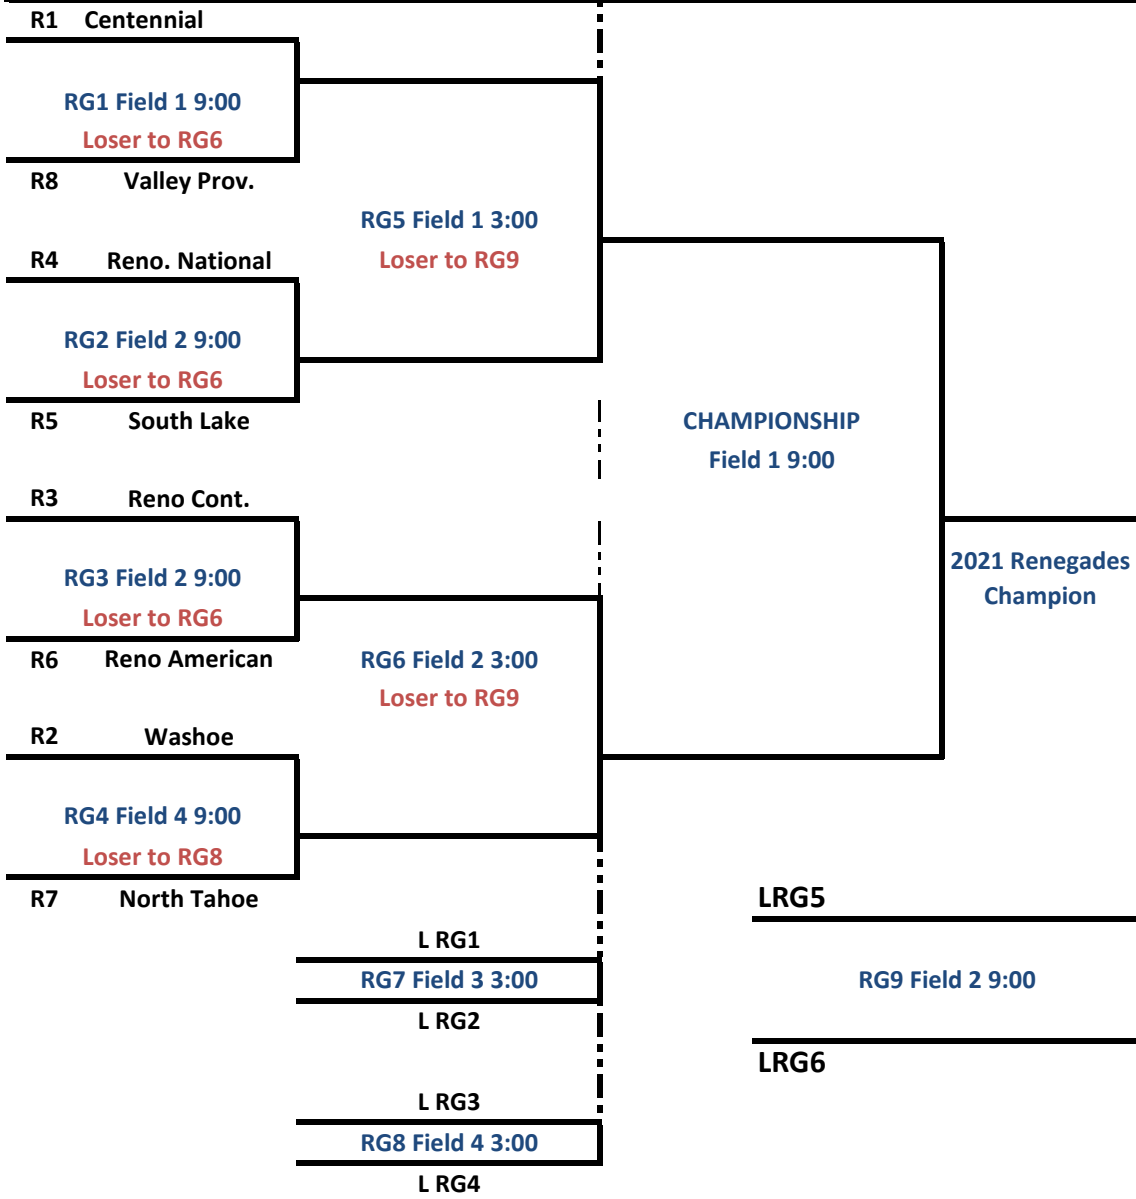 R1 Centennial
RG1 Field 1 9:00
Loser to RG6
R8 Valley Prov.
RG5 Field 1 3:00
Loser to RG9
R4 Reno. National
RG2 Field 2 9:00
Loser to RG6
R5 South Lake
CHAMPIONSHIP
Field 1 9:00
R3 Reno Cont.
RG3 Field 2 9:00
Loser to RG6
R6 Reno American
2021 Renegades
Champion
RG6 Field 2 3:00
Loser to RG9
R2 Washoe
RG4 Field 4 9:00
Loser to RG8
R7 North Tahoe
L RG1
RG7 Field 3 3:00
L RG2
LRG5
RG9 Field 2 9:00
LRG6
L RG3
RG8 Field 4 3:00
L RG4